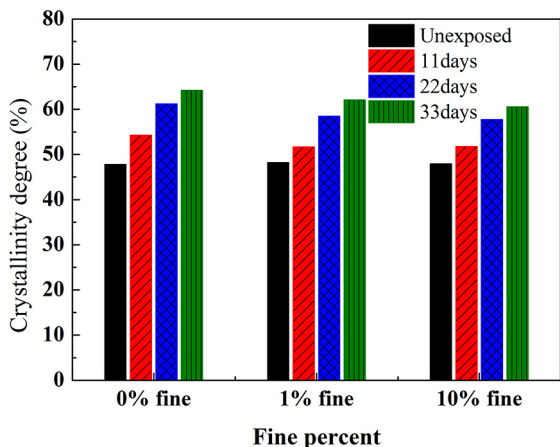 80
70
60
50
40
30
20
10
0
Crystallinity degree (%)
Unexposed
11days
22days
33days
0% fine
1% fine
10% fine
Fine percent